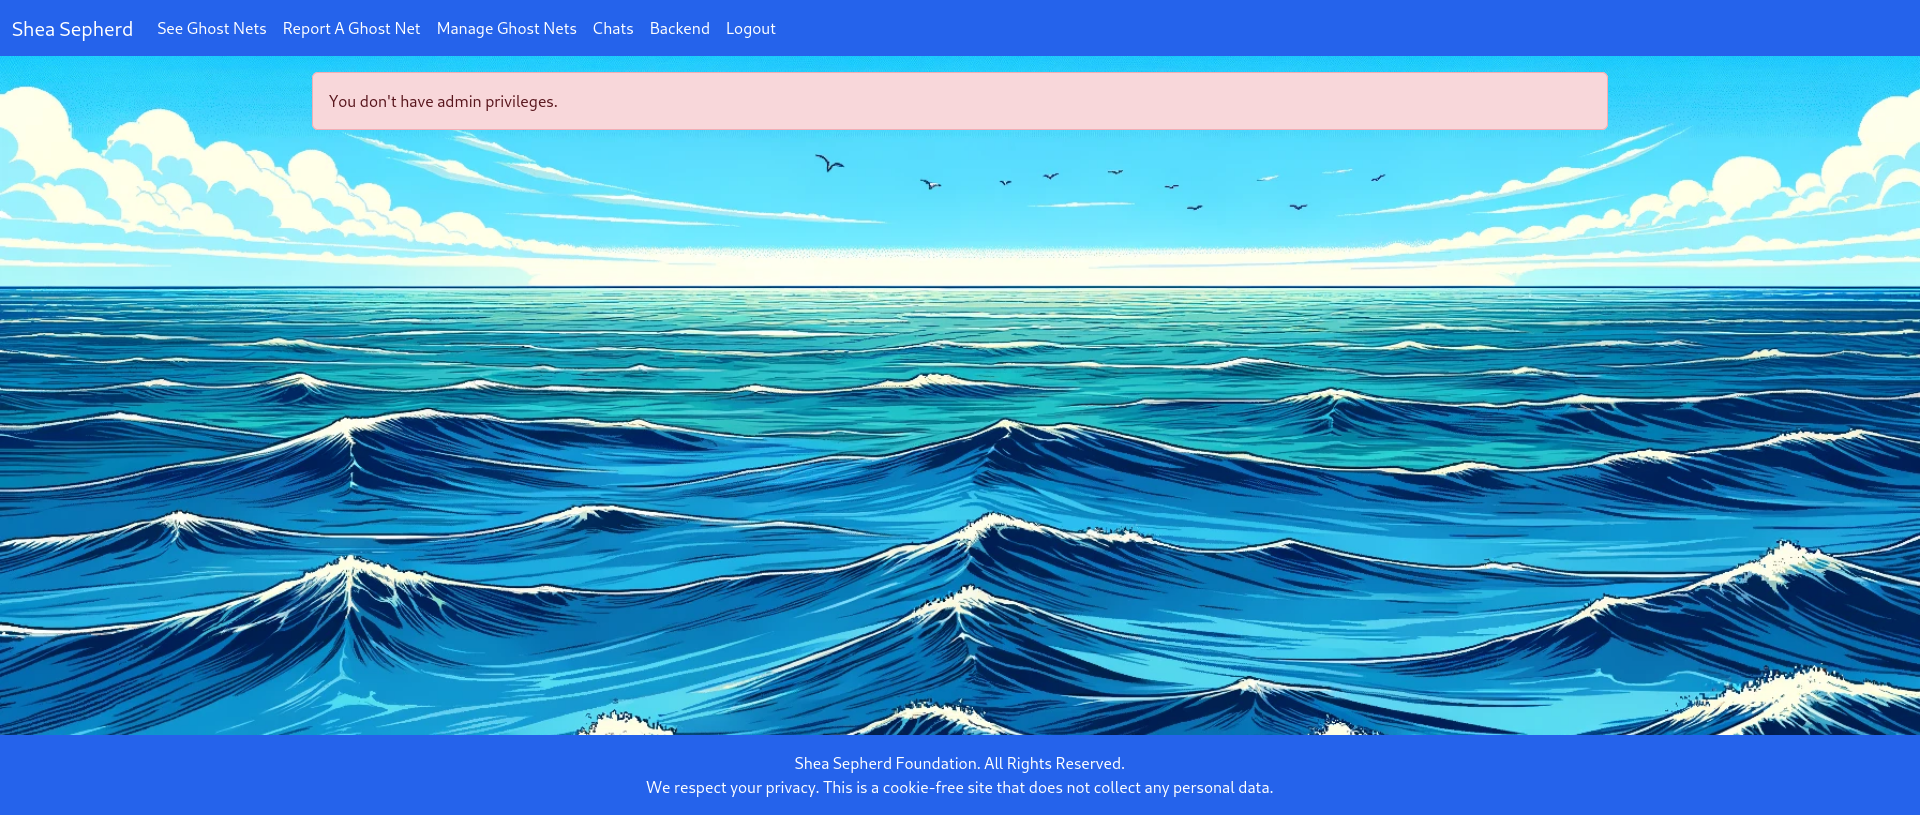 Shea Sepherd See Ghost Nets Report A Ghost Net Manage Ghost Nets Chats Backend Logout
You don't have admin privileges.
Shea Sepherd Foundation. All Rights Reserved.
We respect your privacy. This is a cookie-free site that does not collect any personal data.